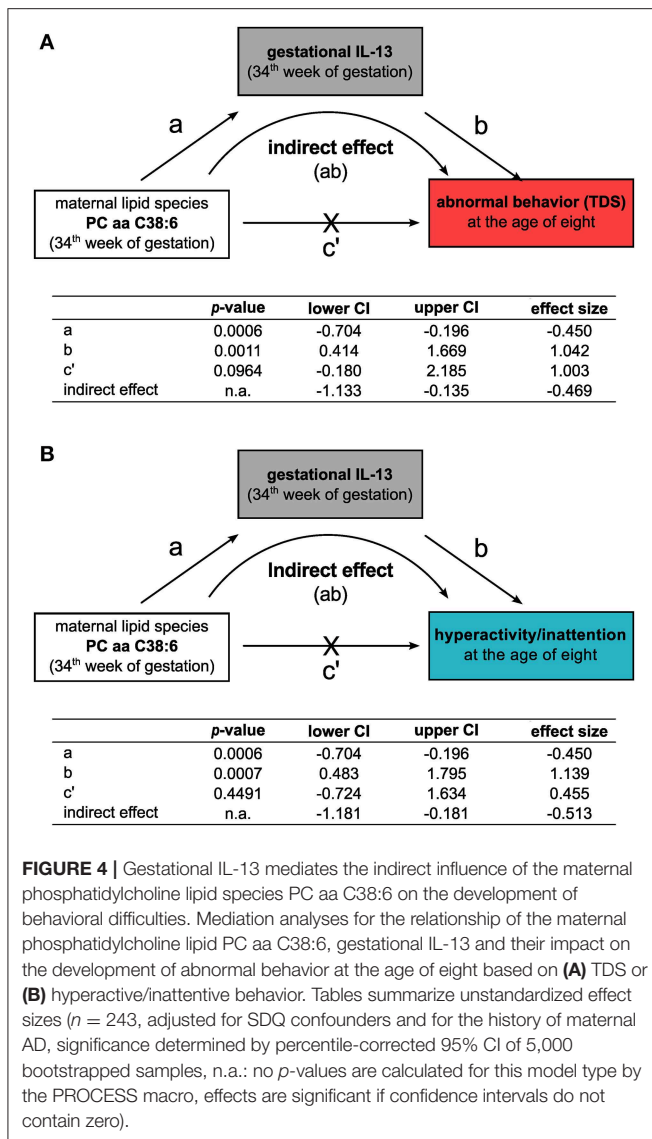 A
gestational IL-13
(34th week of gestation)
a
b
indirect effect
(ab)
maternal lipid species
PC aa C38:6
(34th week of gestation)
abnormal behavior (TDS)
at the age of eight
X
c'
p-value lower CI upper CI effect size
a 0.0006 -0.704 -0.196 -0.450
b 0.0011 0.414 1.669 1.042
c' 0.0964 -0.180 2.185 1.003
indirect effect n.a. -1.133 -0.135 -0.469
B
gestational IL-13
(34th week of gestation)
a
b
Indirect effect
(ab)
maternal lipid species
PC aa C38:6
(34th week of gestation)
hyperactivity/inattention
at the age of eight
X
c'
p-value lower CI upper CI effect size
a 0.0006 -0.704 -0.196 -0.450
b 0.0007 0.483 1.795 1.139
c' 0.4491 -0.724 1.634 0.455
indirect effect n.a. -1.181 -0.181 -0.513
FIGURE 4 | Gestational IL-13 mediates the indirect influence of the maternal
phosphatidylcholine lipid species PC aa C38:6 on the development of
behavioral difficulties. Mediation analyses for the relationship of the maternal
phosphatidylcholine lipid PC aa C38:6, gestational IL-13 and their impact on
the development of abnormal behavior at the age of eight based on (A) TDS or
(B) hyperactive/inattentive behavior. Tables summarize unstandardized effect
sizes (n = 243, adjusted for SDQ confounders and for the history of maternal
AD, significance determined by percentile-corrected 95% CI of 5,000
bootstrapped samples, n.a.: no p-values are calculated for this model type by
the PROCESS macro, effects are significant if confidence intervals do not
contain zero).